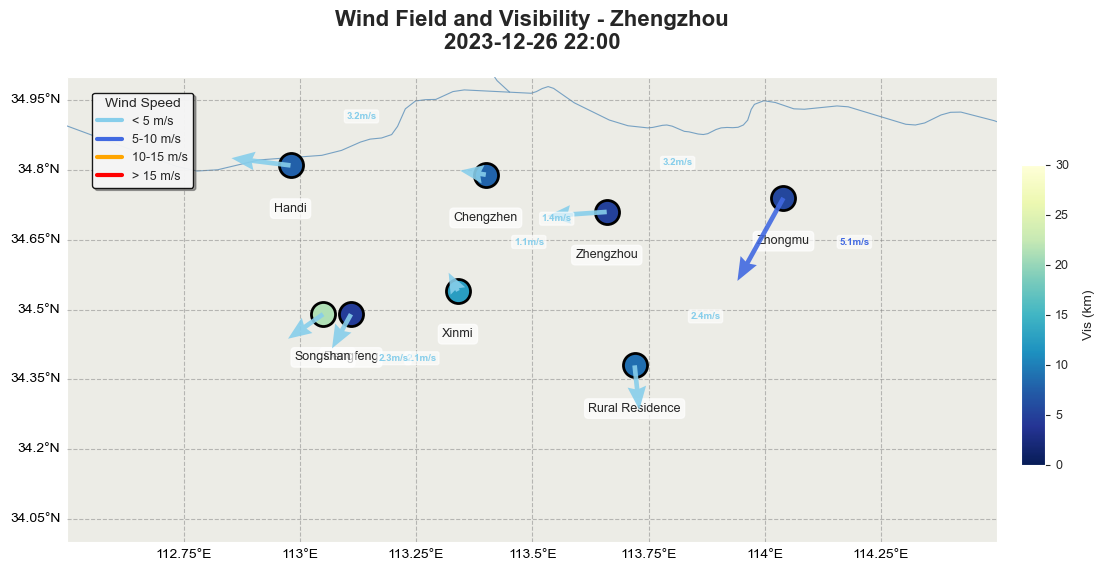 Wind Field and Visibility - Zhengzhou
2023-12-26 22:00
34.95°N
34.8°N
34.65°N
34.5°N
34.35°N
34.2°N
34.05°N
Wind Speed
< 5 m/s
5-10 m/s
10-15 m/s
> 15 m/s
3.2m/s
3.2m/s
Handi
Chengzhen
1.4m/s
1.1m/s
Zhengzhou
Zhongmu
5.1m/s
2.4m/s
Xinmi
Songshan
2.3m/s
Rural Residence
112.75°E
113°E
113.25°E
113.5°E
113.75°E
114°E
114.25°E
30
25
20
15
10
5
0
Vis (km)